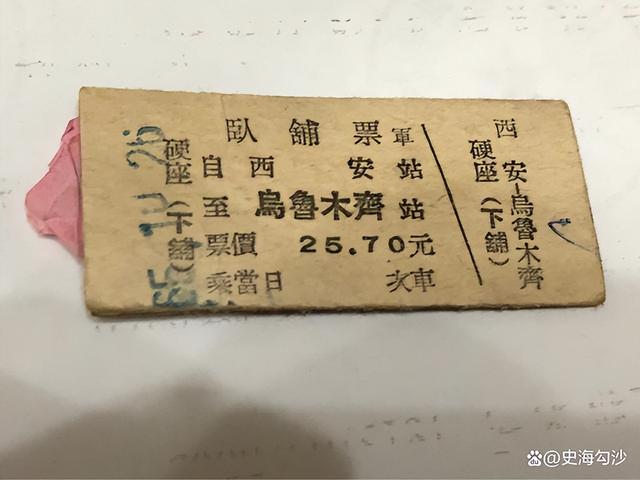 臥舖票軍
硬座(下舖)
自西安站
至烏魯木齊站
票價25.70元
乘當日 次車
西安-烏魯木齊
硬座(下舖)
@史海勾沙